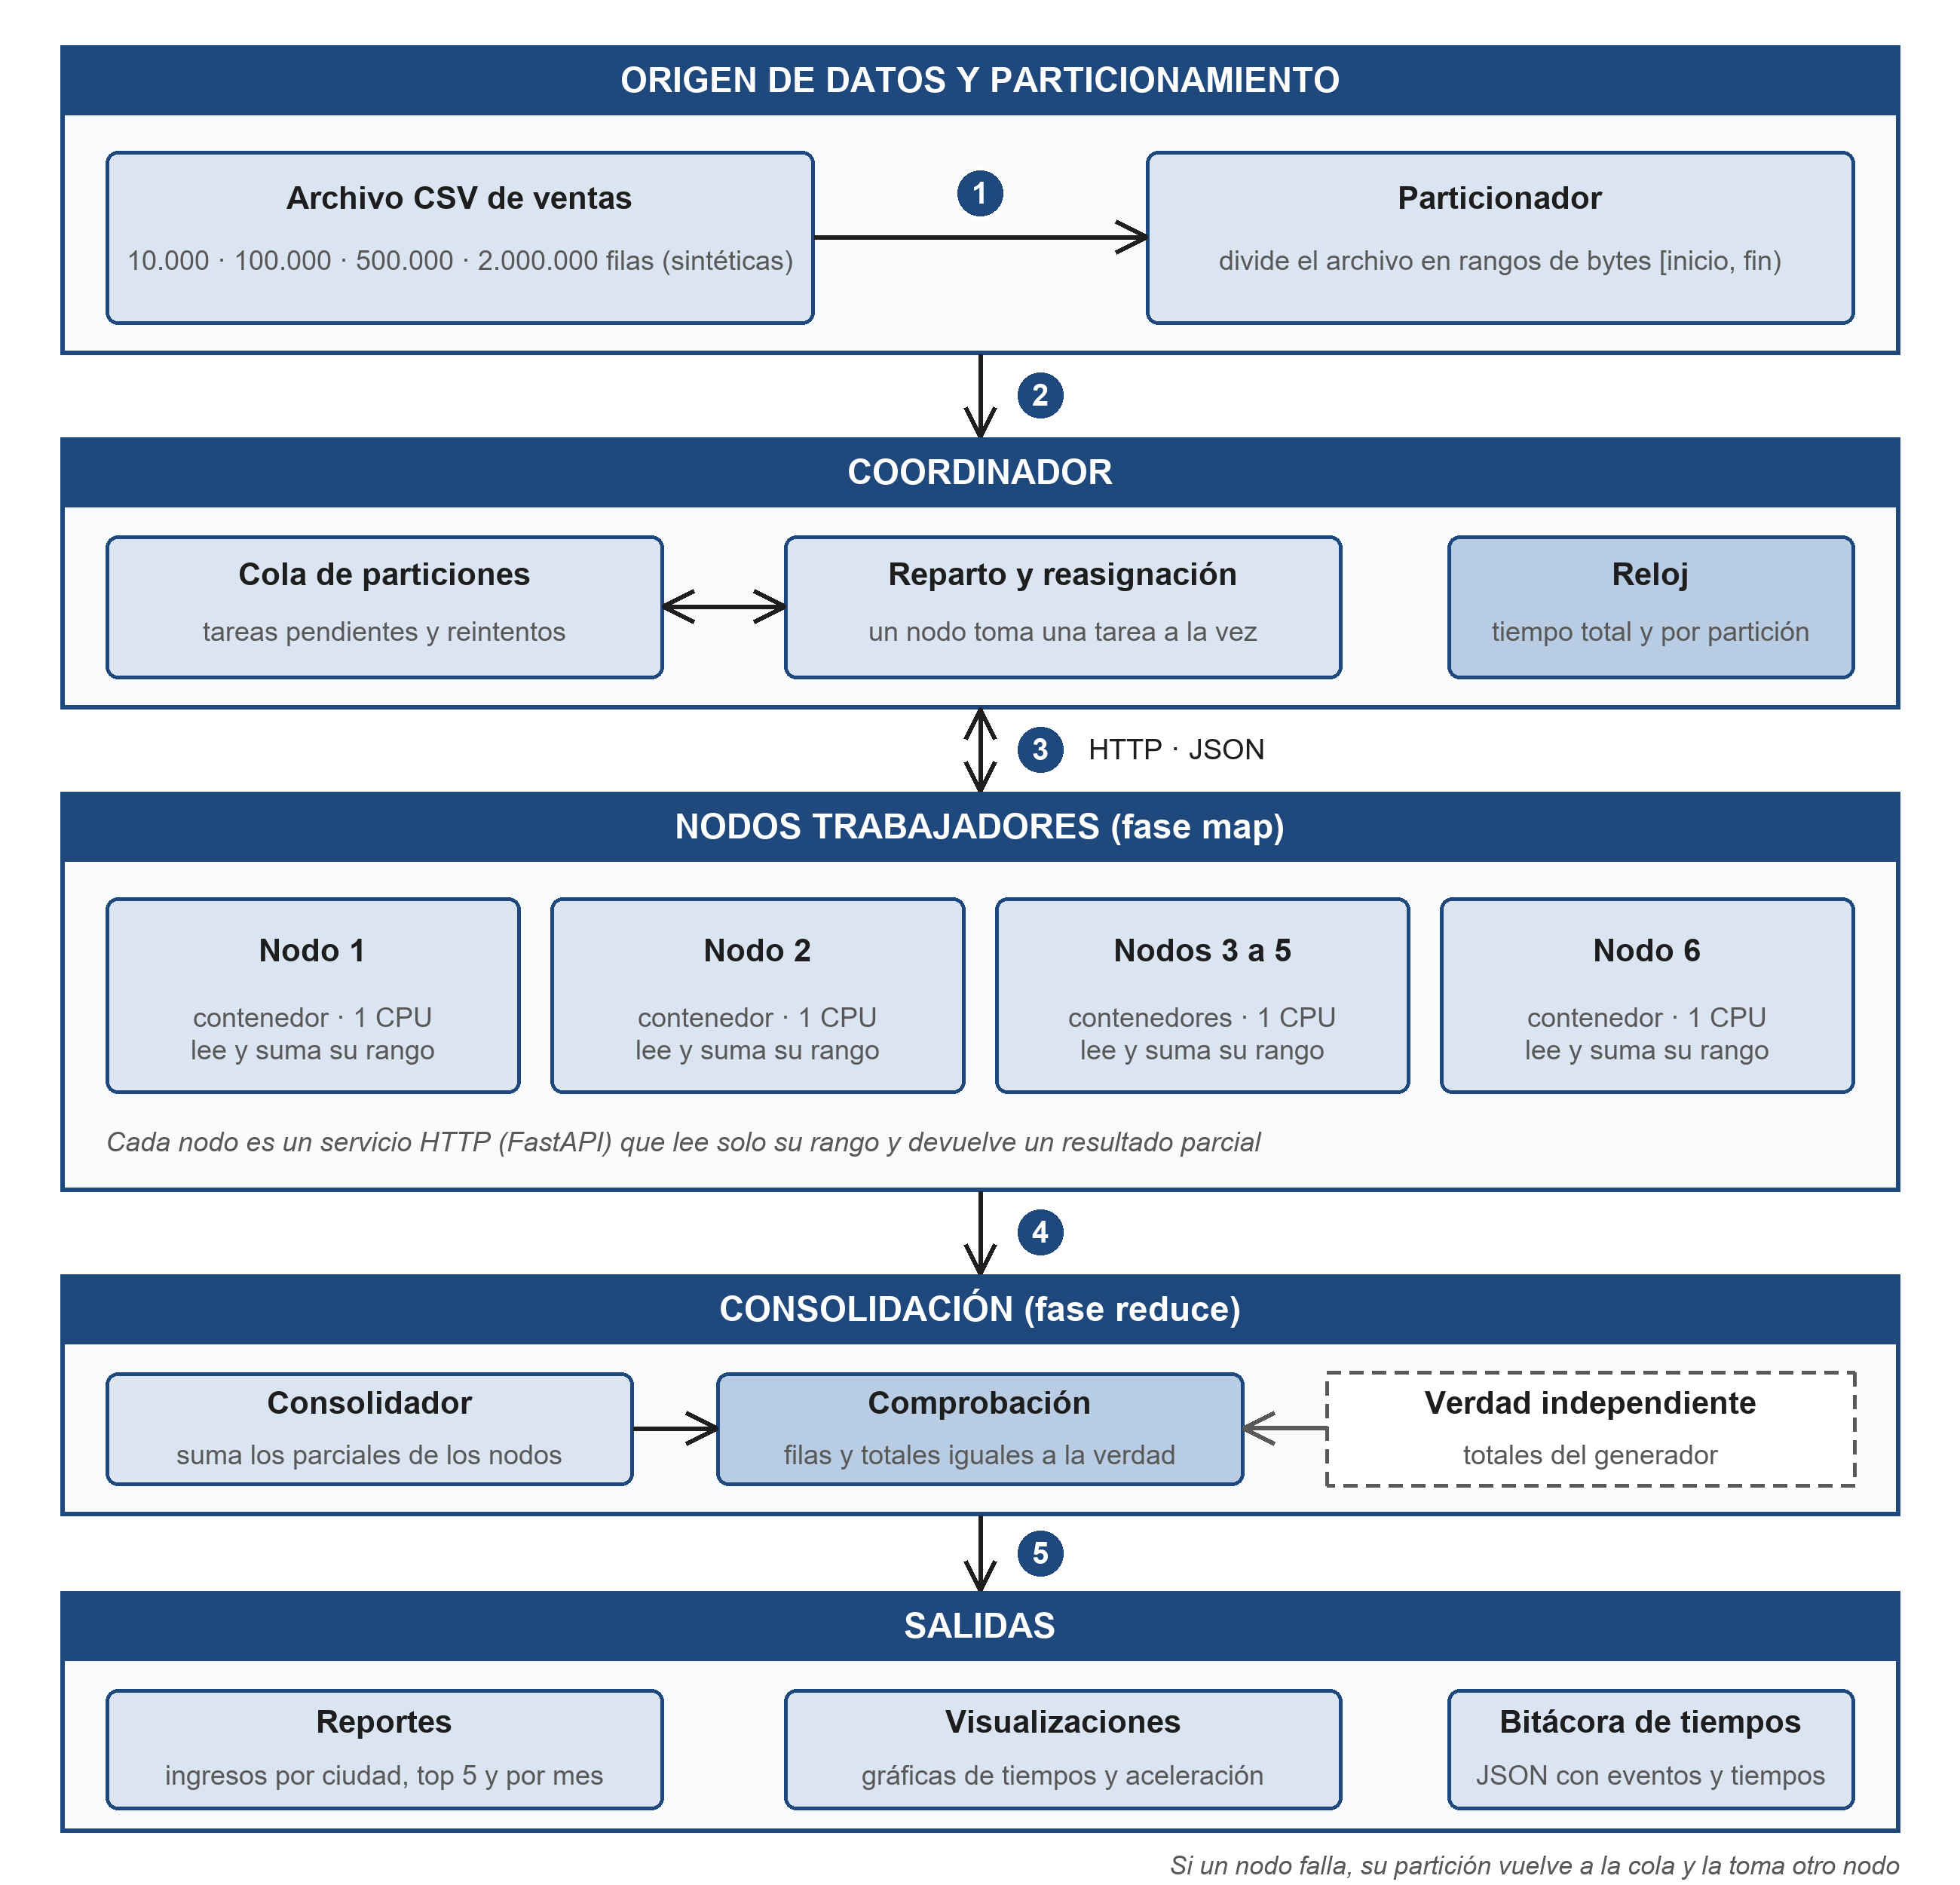 ORIGEN DE DATOS Y PARTICIONAMIENTO
Archivo CSV de ventas
10.000 · 100.000 · 500.000 · 2.000.000 filas (sintéticas)
1
Particionador
divide el archivo en rangos de bytes [inicio, fin)
2
COORDINADOR
Cola de particiones
tareas pendientes y reintentos
Reparto y reasignación
un nodo toma una tarea a la vez
Reloj
tiempo total y por partición
3 HTTP · JSON
NODOS TRABAJADORES (fase map)
Nodo 1
contenedor · 1 CPU
lee y suma su rango
Nodo 2
contenedor · 1 CPU
lee y suma su rango
Nodos 3 a 5
contenedores · 1 CPU
lee y suma su rango
Nodo 6
contenedor · 1 CPU
lee y suma su rango
Cada nodo es un servicio HTTP (FastAPI) que lee solo su rango y devuelve un resultado parcial
4
CONSOLIDACIÓN (fase reduce)
Consolidador
suma los parciales de los nodos
Comprobación
filas y totales iguales a la verdad
Verdad independiente
totales del generador
5
SALIDAS
Reportes
ingresos por ciudad, top 5 y por mes
Visualizaciones
gráficas de tiempos y aceleración
Bitácora de tiempos
JSON con eventos y tiempos
Si un nodo falla, su partición vuelve a la cola y la toma otro nodo